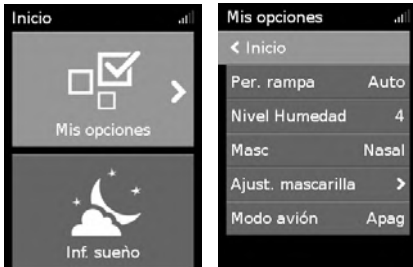 Inicio
Mis opciones
Inf. sueño
Mis opciones
< Inicio
Per. rampa Auto
Nivel Humedad 4
Masc Nasal
Ajust. mascarilla >
Modo avión Apag